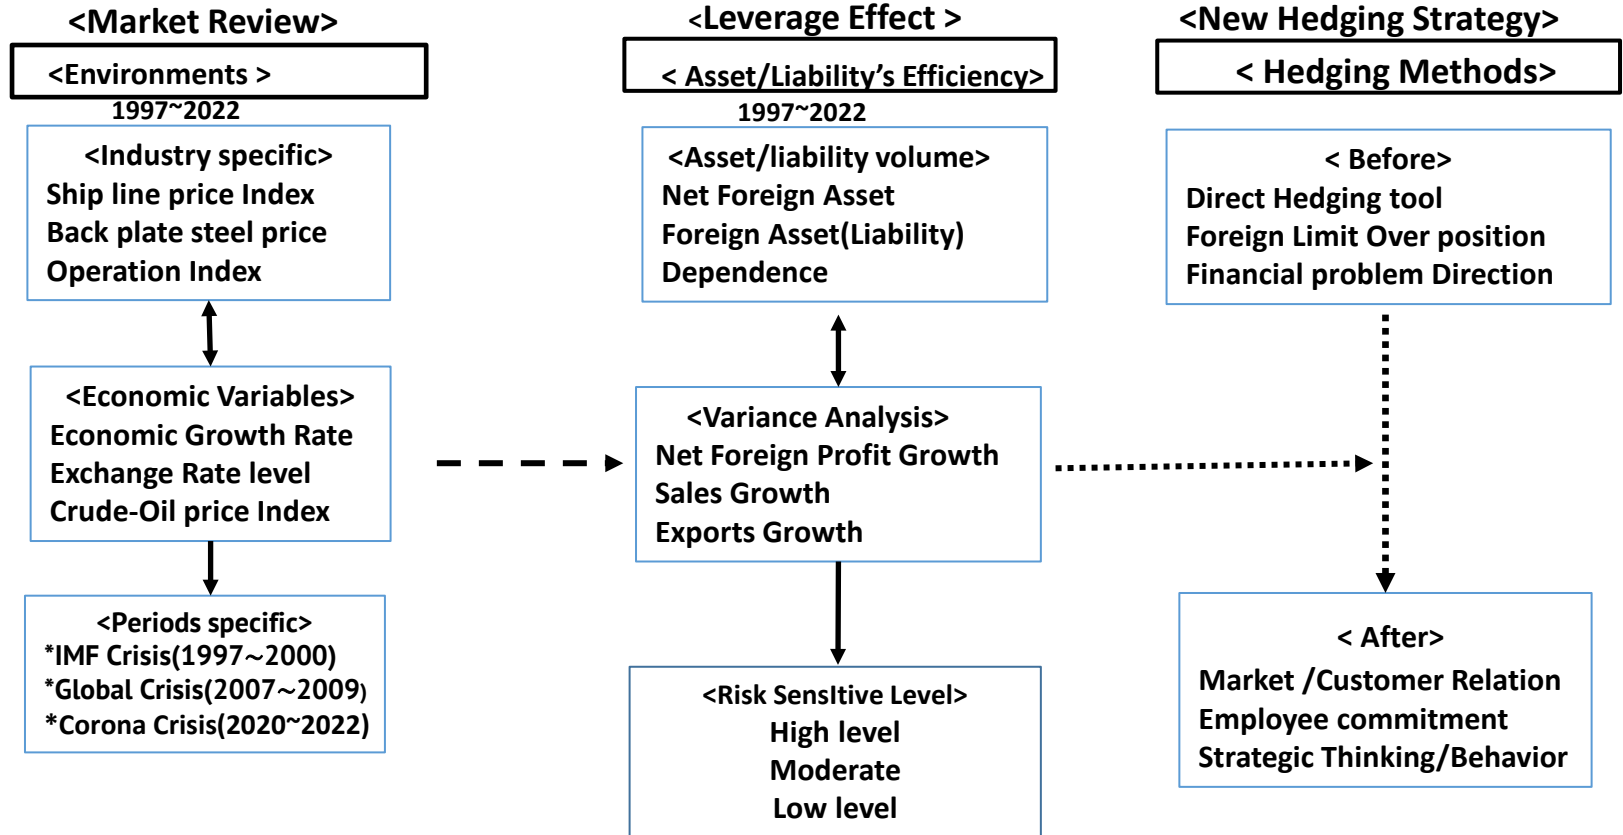 <Market Review>
<Environments >
1997~2022
<Industry specific>
Ship line price Index
Back plate steel price
Operation Index
<Economic Variables>
Economic Growth Rate
Exchange Rate level
Crude-Oil price Index
<Periods specific>
*IMF Crisis(1997~2000)
*Global Crisis(2007~2009)
*Corona Crisis(2020~2022)
<Leverage Effect >
< Asset/Liability's Efficiency>
1997~2022
<Asset/liability volume>
Net Foreign Asset
Foreign Asset(Liability)
Dependence
<Variance Analysis>
Net Foreign Profit Growth
Sales Growth
Exports Growth
<Risk SensItive Level>
High level
Moderate
Low level
<New Hedging Strategy>
< Hedging Methods>
< Before>
Direct Hedging tool
Foreign Limit Over position
Financial problem Direction
< After>
Market /Customer Relation
Employee commitment
Strategic Thinking/Behavior